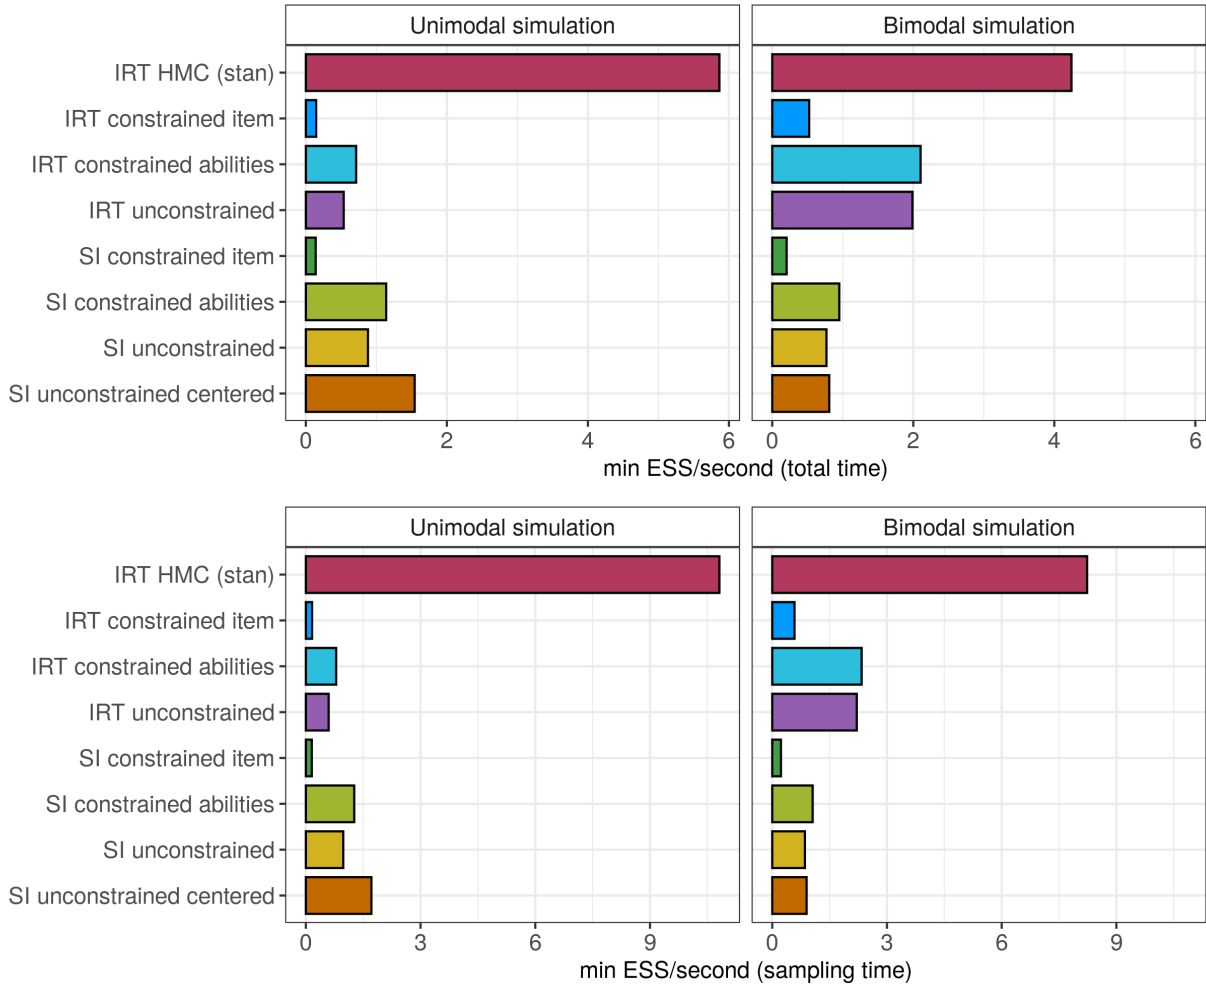 Unimodal simulation
Bimodal simulation
IRT HMC (stan)
IRT constrained item
IRT constrained abilities
IRT unconstrained
SI constrained item
SI constrained abilities
SI unconstrained
SI unconstrained centered
0 2 4 6
0 2 4 6
min ESS/second (total time)
Unimodal simulation
Bimodal simulation
IRT HMC (stan)
IRT constrained item
IRT constrained abilities
IRT unconstrained
SI constrained item
SI constrained abilities
SI unconstrained
SI unconstrained centered
0 3 6 9
0 3 6 9
min ESS/second (sampling time)